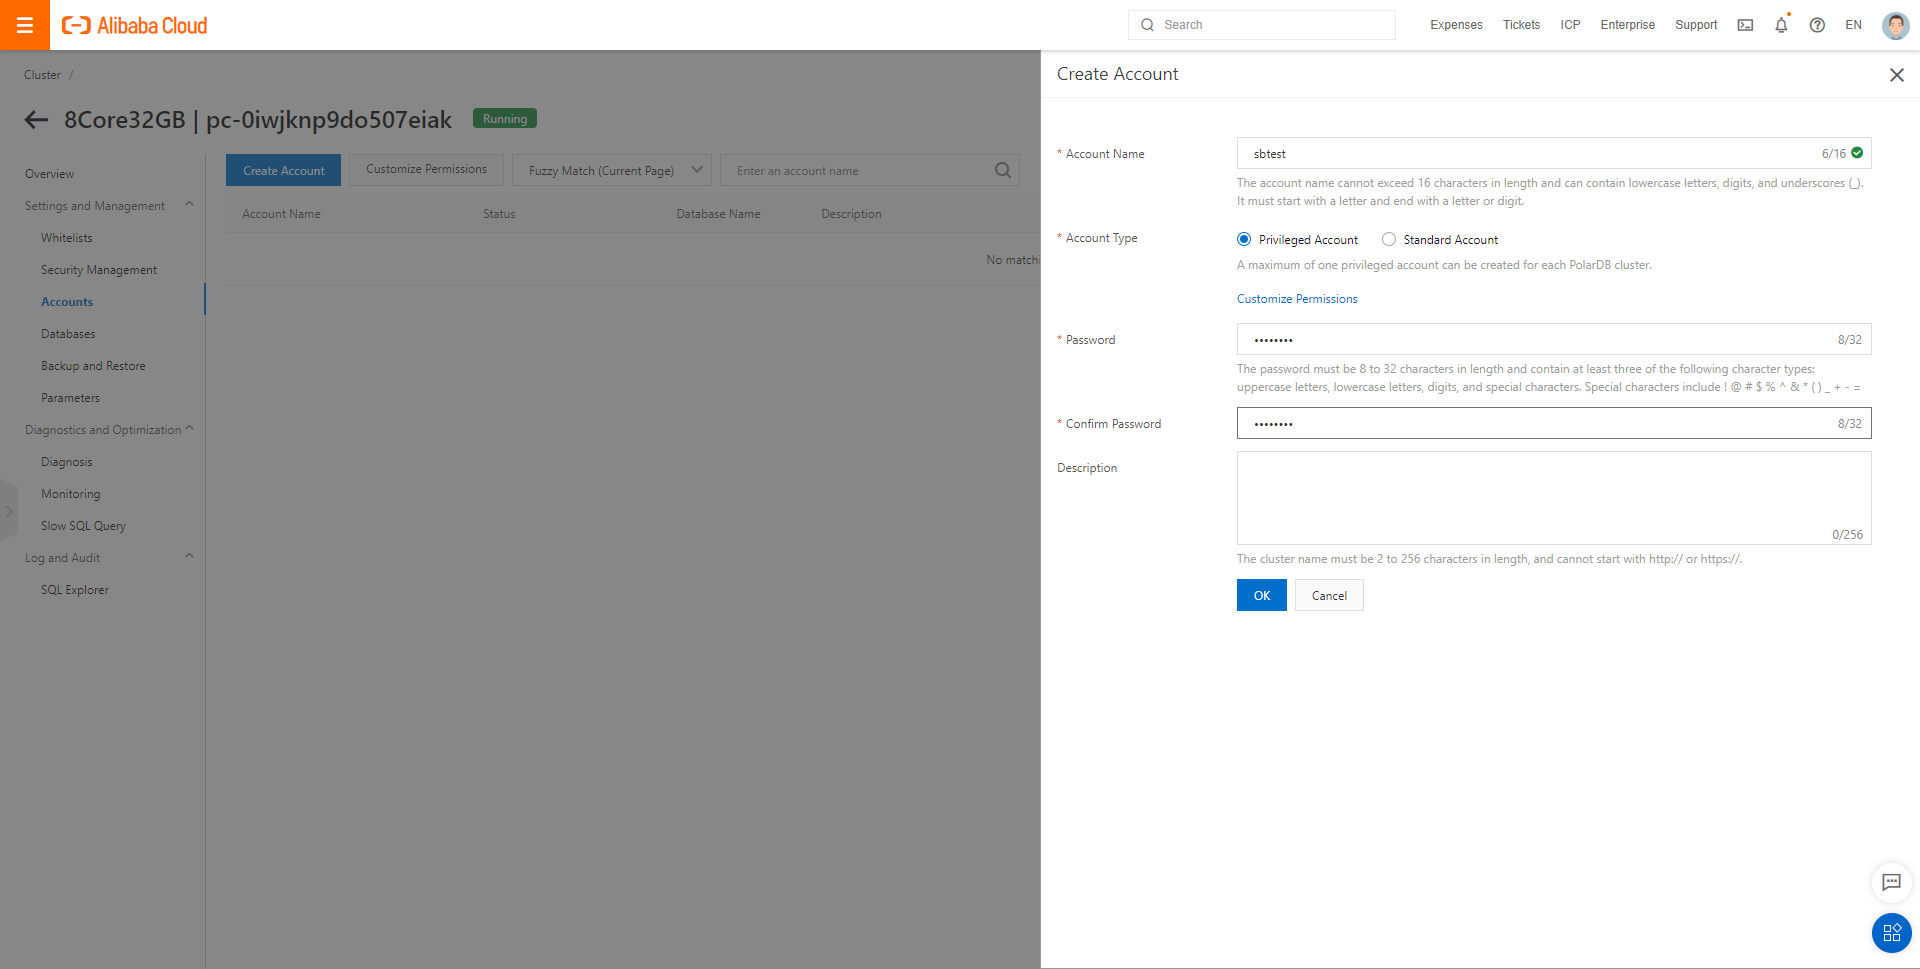 Alibaba Cloud
Search
Expenses
Tickets
ICP
Enterprise
Support
EN
Cluster /
8Core32GB | pc-0iwjknp9do507eiak
Running
Overview
Settings and Management
Whitelists
Security Management
Accounts
Databases
Backup and Restore
Parameters
Diagnostics and Optimization
Diagnosis
Monitoring
Slow SQL Query
Log and Audit
SQL Explorer
Create Account
Customize Permissions
Fuzzy Match (Current Page)
Enter an account name
Account Name
Status
Database Name
Description
No matchi
Create Account
* Account Name
sbtest
6/16
The account name cannot exceed 16 characters in length and can contain lowercase letters, digits, and underscores (_).
It must start with a letter and end with a letter or digit.
* Account Type
Privileged Account
Standard Account
A maximum of one privileged account can be created for each PolarDB cluster.
Customize Permissions
* Password
••••••••
8/32
The password must be 8 to 32 characters in length and contain at least three of the following character types:
uppercase letters, lowercase letters, digits, and special characters. Special characters include ! @ # $ % ^ & * ( ) _ + - =
* Confirm Password
••••••••
8/32
Description
0/256
The cluster name must be 2 to 256 characters in length, and cannot start with http:// or https://.
OK
Cancel